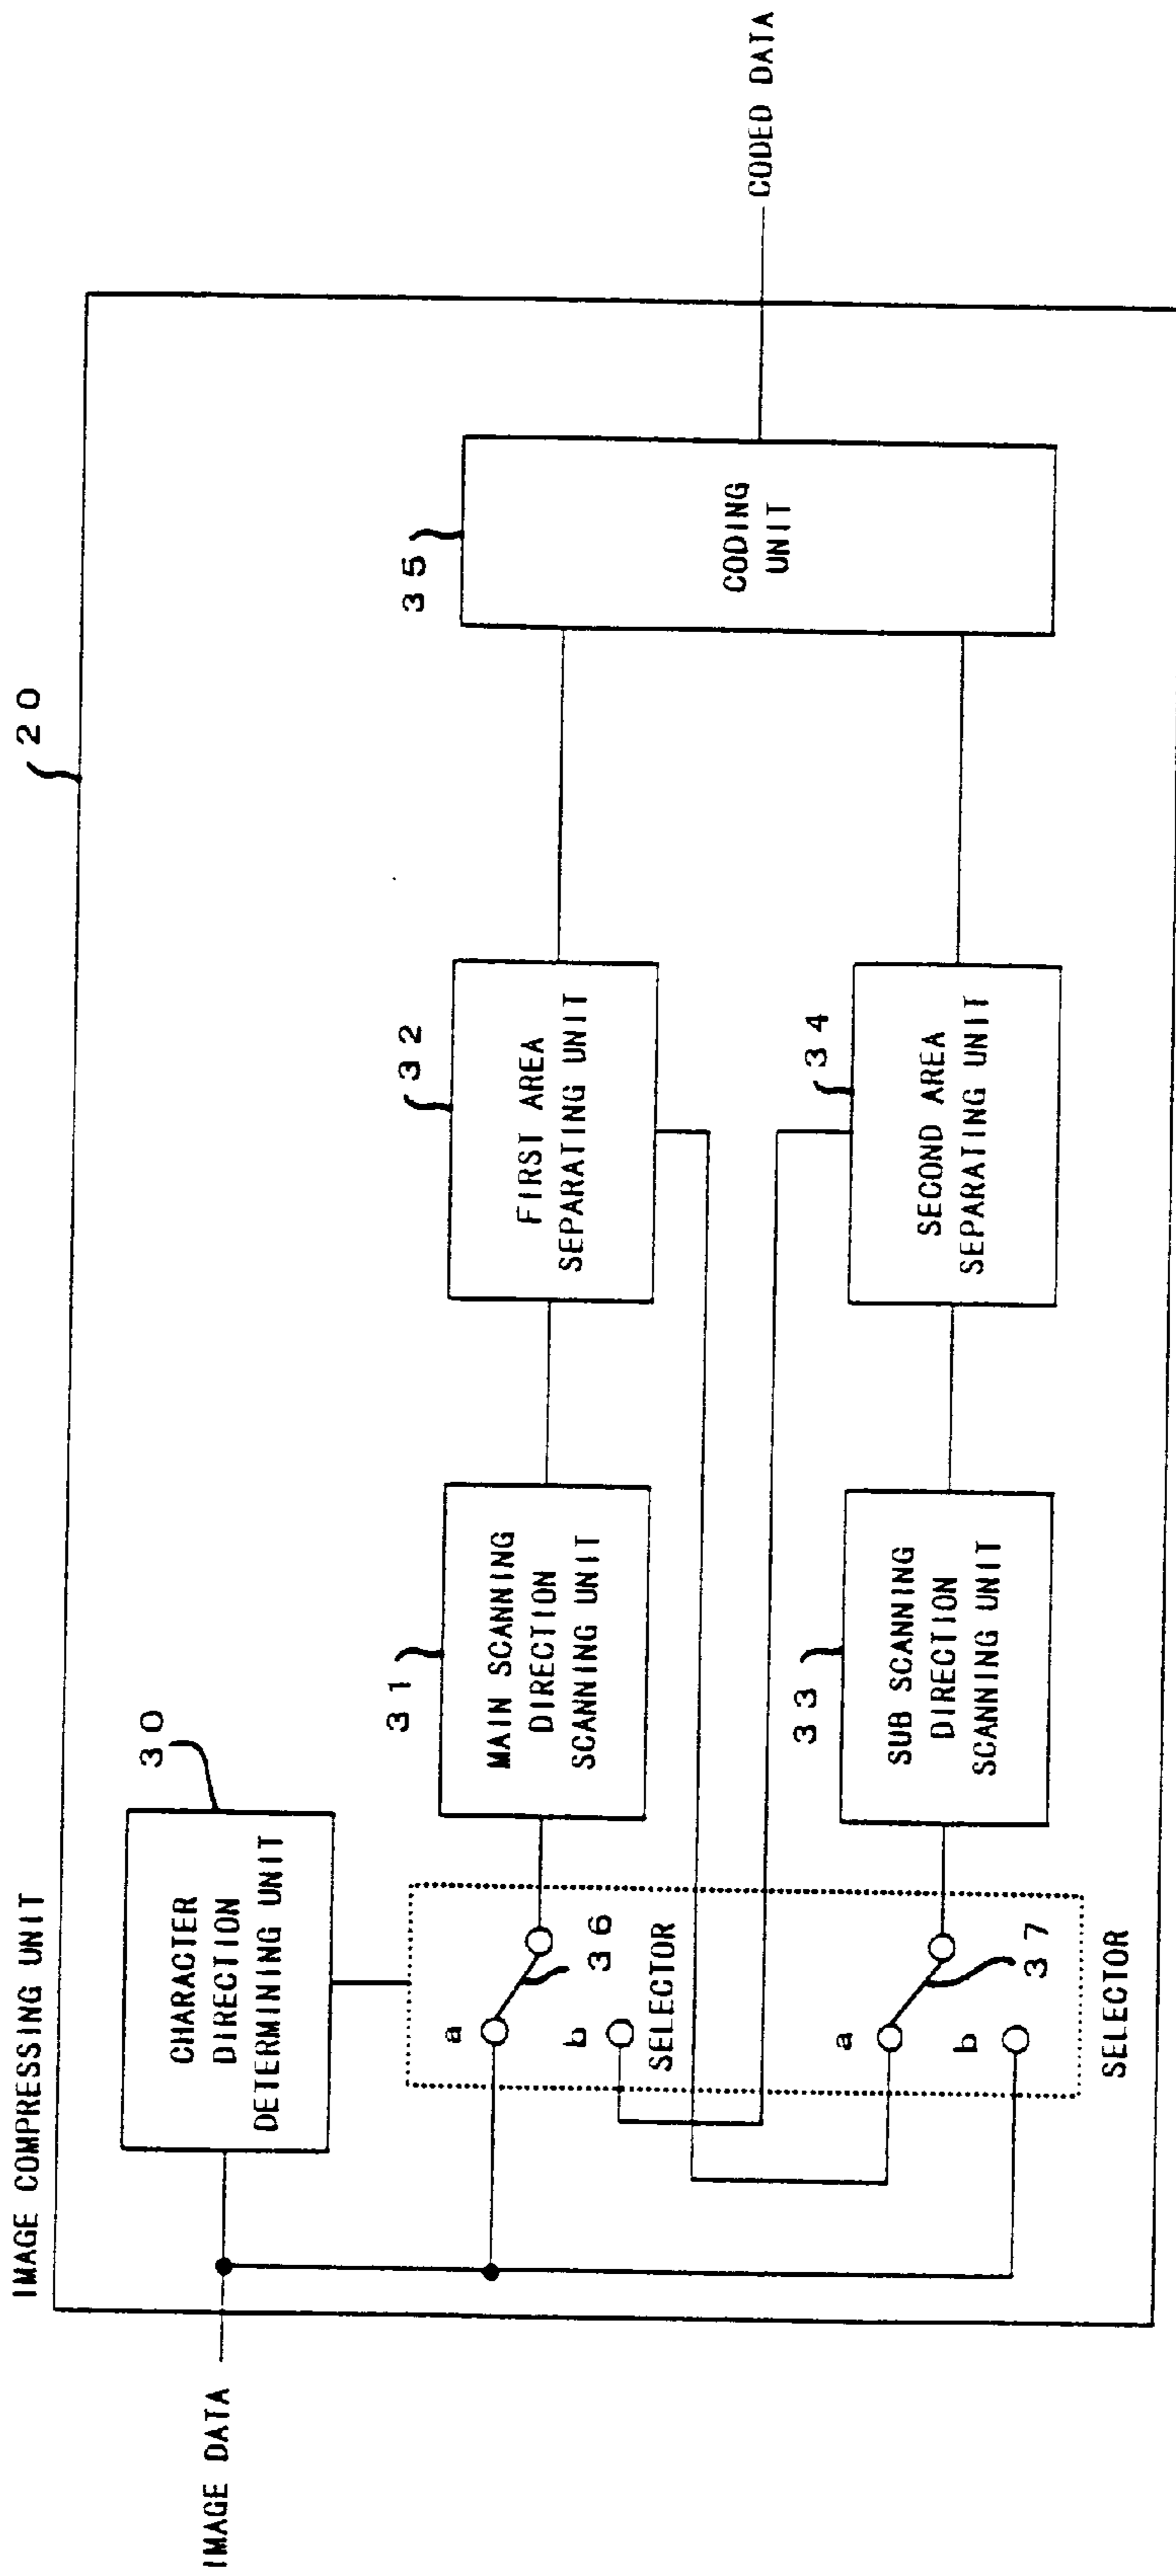 IMAGE COMPRESSING UNIT
20
IMAGE DATA
CHARACTER
DIRECTION
DETERMINING UNIT
30
a
36
b
SELECTOR
a
37
b
SELECTOR
31
MAIN SCANNING
DIRECTION
SCANNING UNIT
32
FIRST AREA
SEPARATING UNIT
33
SUB SCANNING
DIRECTION
SCANNING UNIT
34
SECOND AREA
SEPARATING UNIT
35
CODING
UNIT
CODED DATA